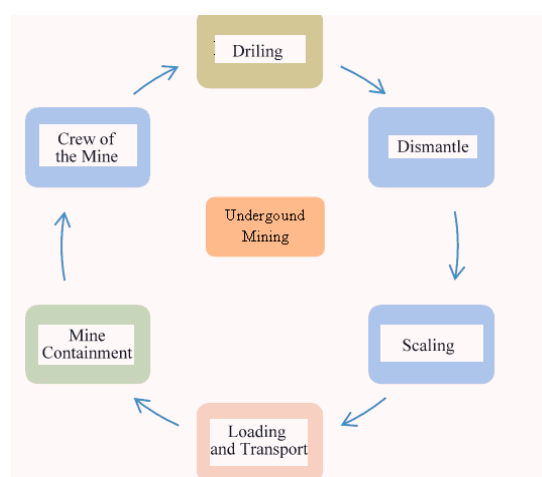 Driling
Dismantle
Scaling
Loading
and Transport
Mine
Containment
Crew of
the Mine
Undergound
Mining